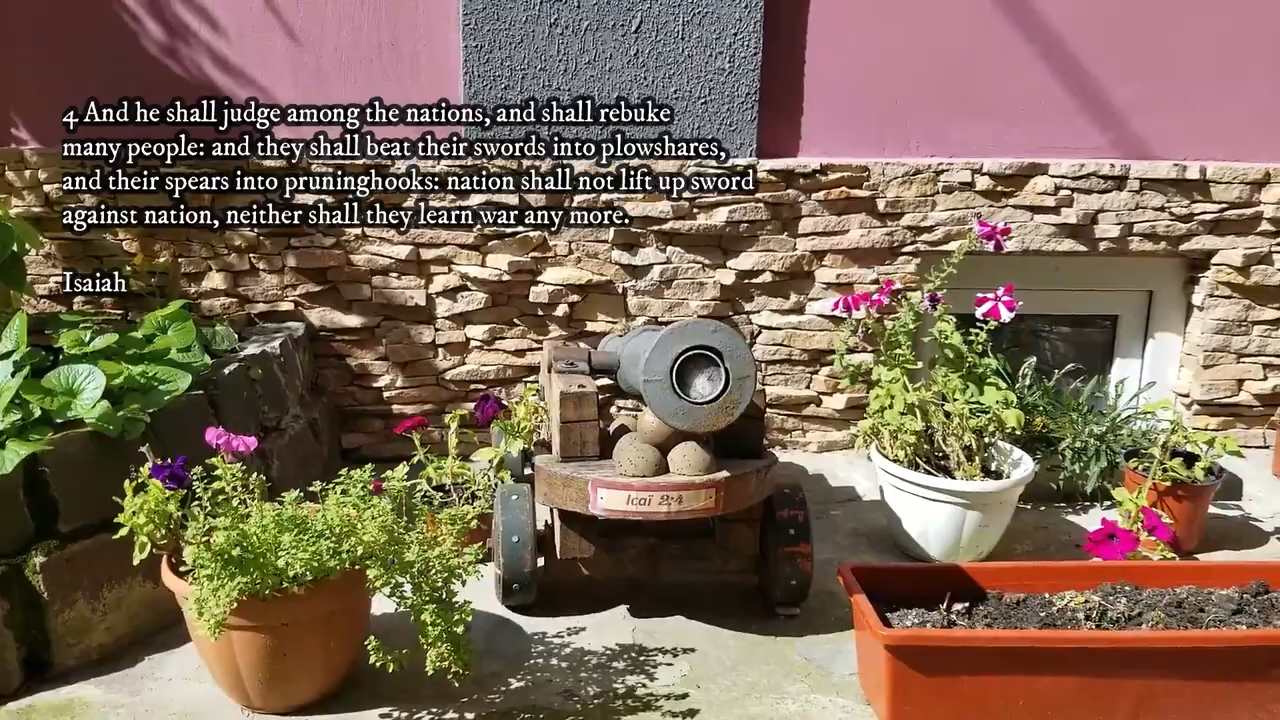 4 And he shall judge among the nations, and shall rebuke
many people: and they shall beat their swords into plowshares,
and their spears into pruninghooks: nation shall not lift up sword
against nation, neither shall they learn war any more.
Isaiah
Ісаї 2:4